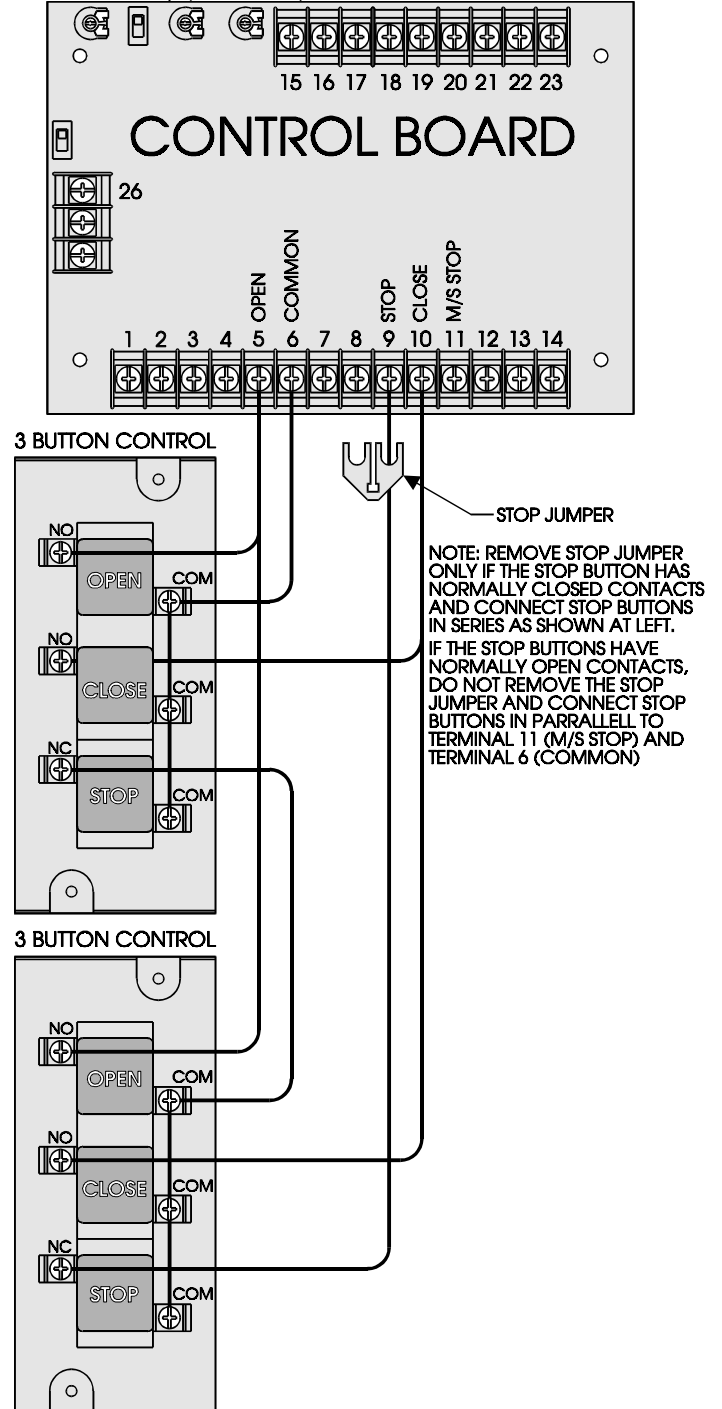 15 16 17 18 19 20 21 22 23
CONTROL BOARD
26
OPEN
COMMON
STOP
CLOSE
M/S STOP
1 2 3 4 5 6 7 8 9 10 11 12 13 14
3 BUTTON CONTROL
NO
OPEN
COM
NO
CLOSE
COM
NC
STOP
COM
STOP JUMPER
NOTE: REMOVE STOP JUMPER
ONLY IF THE STOP BUTTON HAS
NORMALLY CLOSED CONTACTS
AND CONNECT STOP BUTTONS
IN SERIES AS SHOWN AT LEFT.
IF THE STOP BUTTONS HAVE
NORMALLY OPEN CONTACTS,
DO NOT REMOVE THE STOP
JUMPER AND CONNECT STOP
BUTTONS IN PARRALLELL TO
TERMINAL 11 (M/S STOP) AND
TERMINAL 6 (COMMON)
3 BUTTON CONTROL
NO
OPEN
COM
NO
CLOSE
COM
NC
STOP
COM